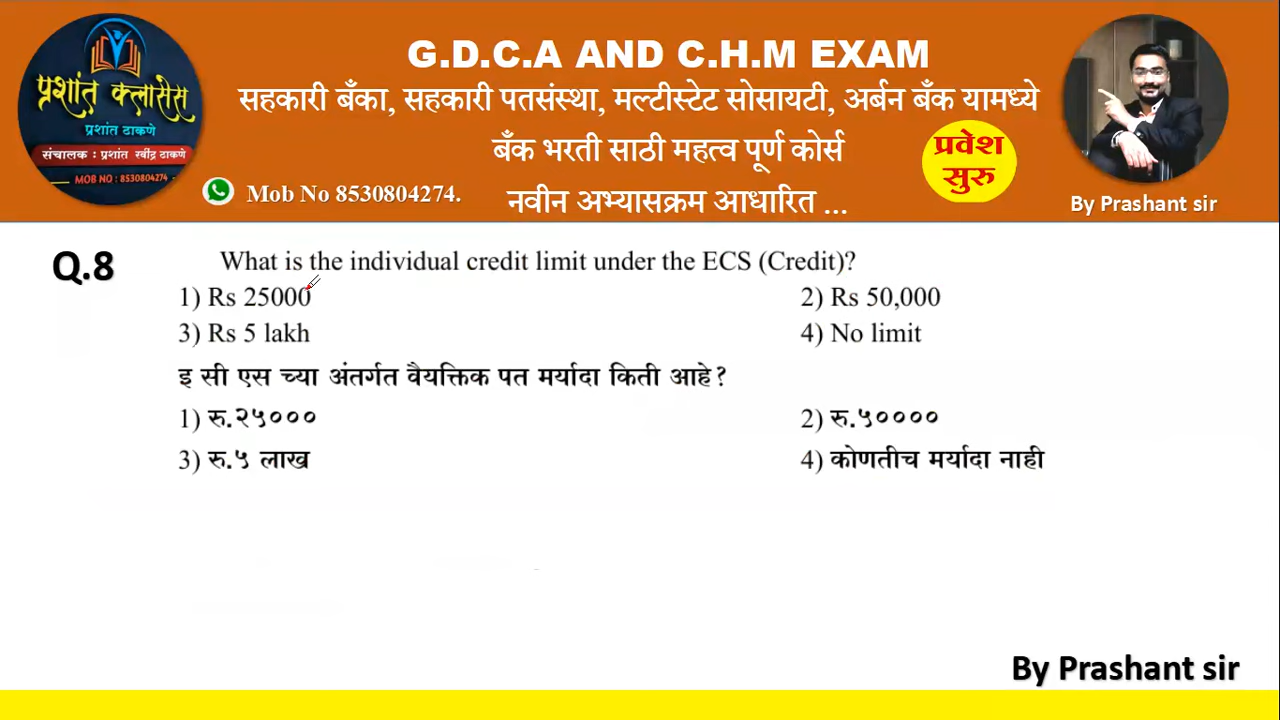 प्रशांत क्लासेस
प्रशांत ठाकणे
संचालक : प्रशांत रवींद्र ठाकणे
MOB NO : 8530804274
G.D.C.A AND C.H.M EXAM
सहकारी बँका, सहकारी पतसंस्था, मल्टीस्टेट सोसायटी, अर्बन बँक यामध्ये
बँक भरती साठी महत्व पूर्ण कोर्स
प्रवेश
सुरु
Mob No 8530804274.
नवीन अभ्यासक्रम आधारित ...
By Prashant sir
Q.8 What is the individual credit limit under the ECS (Credit)?
1) Rs 25000 2) Rs 50,000
3) Rs 5 lakh 4) No limit
इ सी एस च्या अंतर्गत वैयक्तिक पत मर्यादा किती आहे?
1) रु.२५००० 2) रु.५००००
3) रु.५ लाख 4) कोणतीच मर्यादा नाही
By Prashant sir